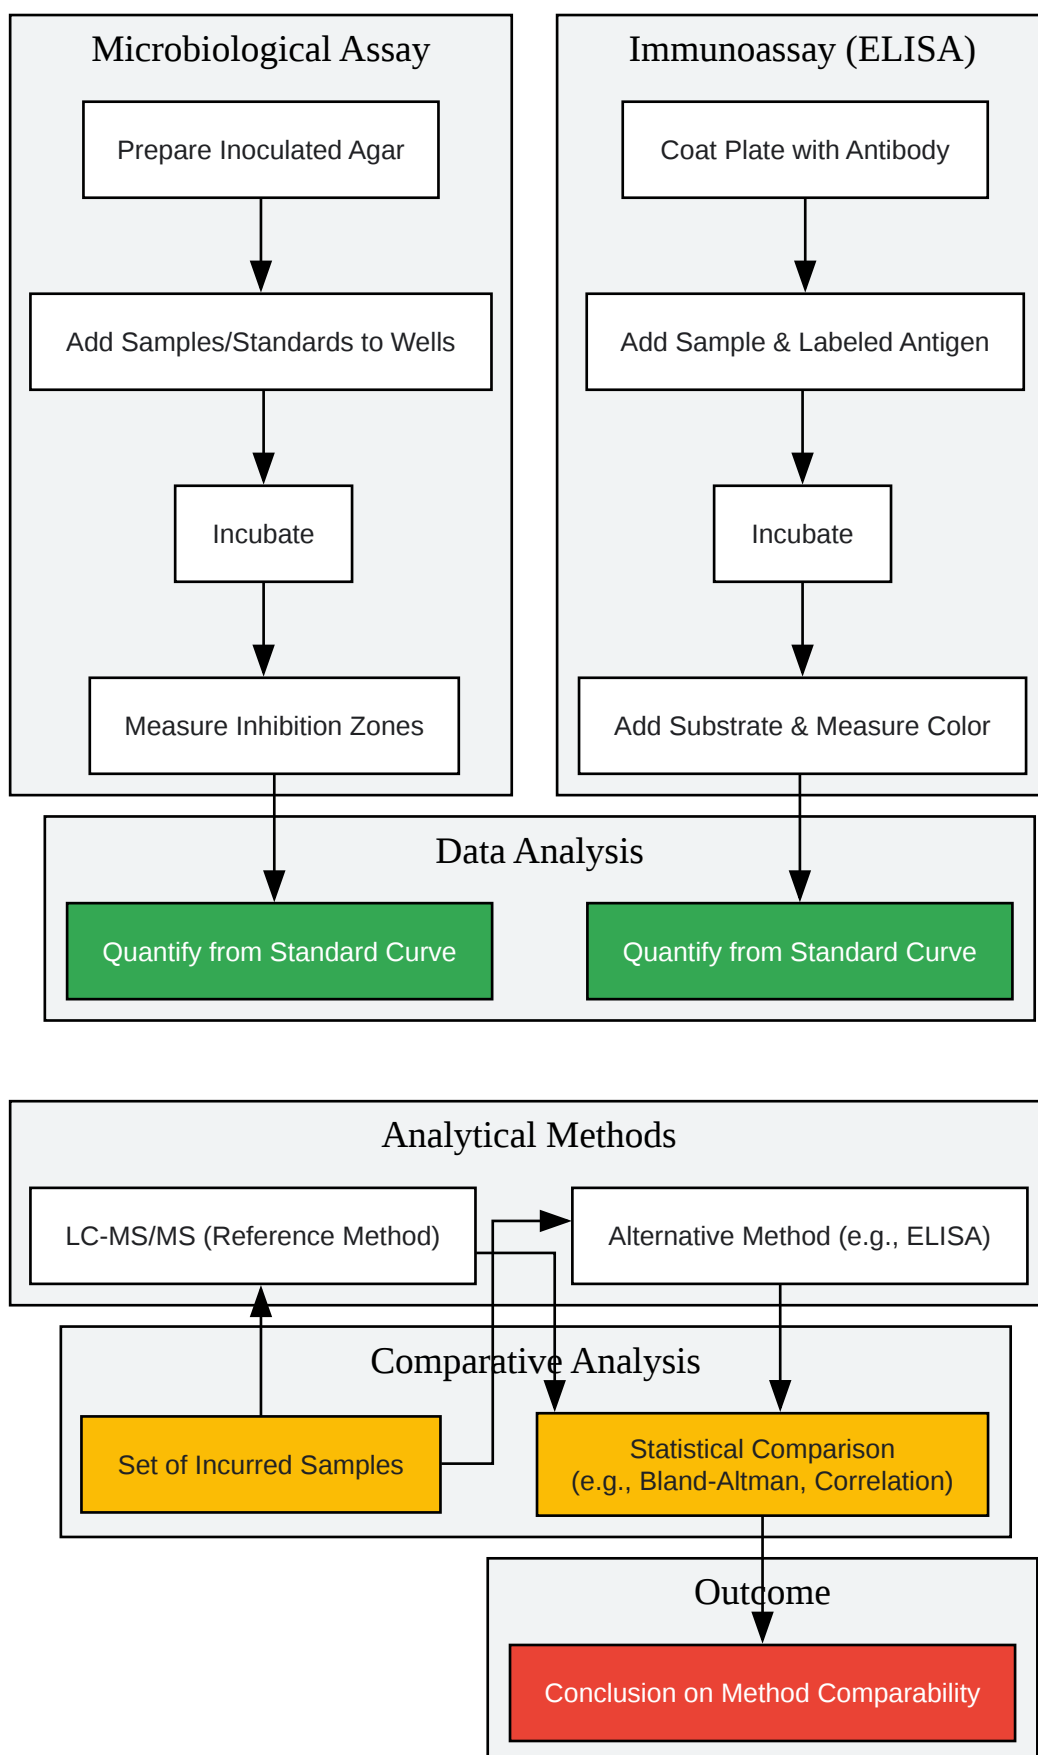 Microbiological Assay
Prepare Inoculated Agar
Add Samples/Standards to Wells
Incubate
Measure Inhibition Zones
Immunoassay (ELISA)
Coat Plate with Antibody
Add Sample & Labeled Antigen
Incubate
Add Substrate & Measure Color
Data Analysis
Quantify from Standard Curve
Quantify from Standard Curve
Analytical Methods
LC-MS/MS (Reference Method)
Alternative Method (e.g., ELISA)
Comparative Analysis
Set of Incurred Samples
Statistical Comparison
(e.g., Bland-Altman, Correlation)
Outcome
Conclusion on Method Comparability